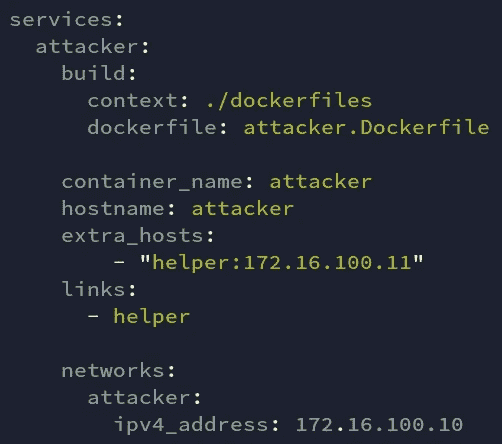 services:
  attacker:
    build:
      context: ./dockerfiles
      dockerfile: attacker.Dockerfile
    container_name: attacker
    hostname: attacker
    extra_hosts:
        - "helper:172.16.100.11"
    links:
      - helper
    networks:
      attacker:
        ipv4_address: 172.16.100.10